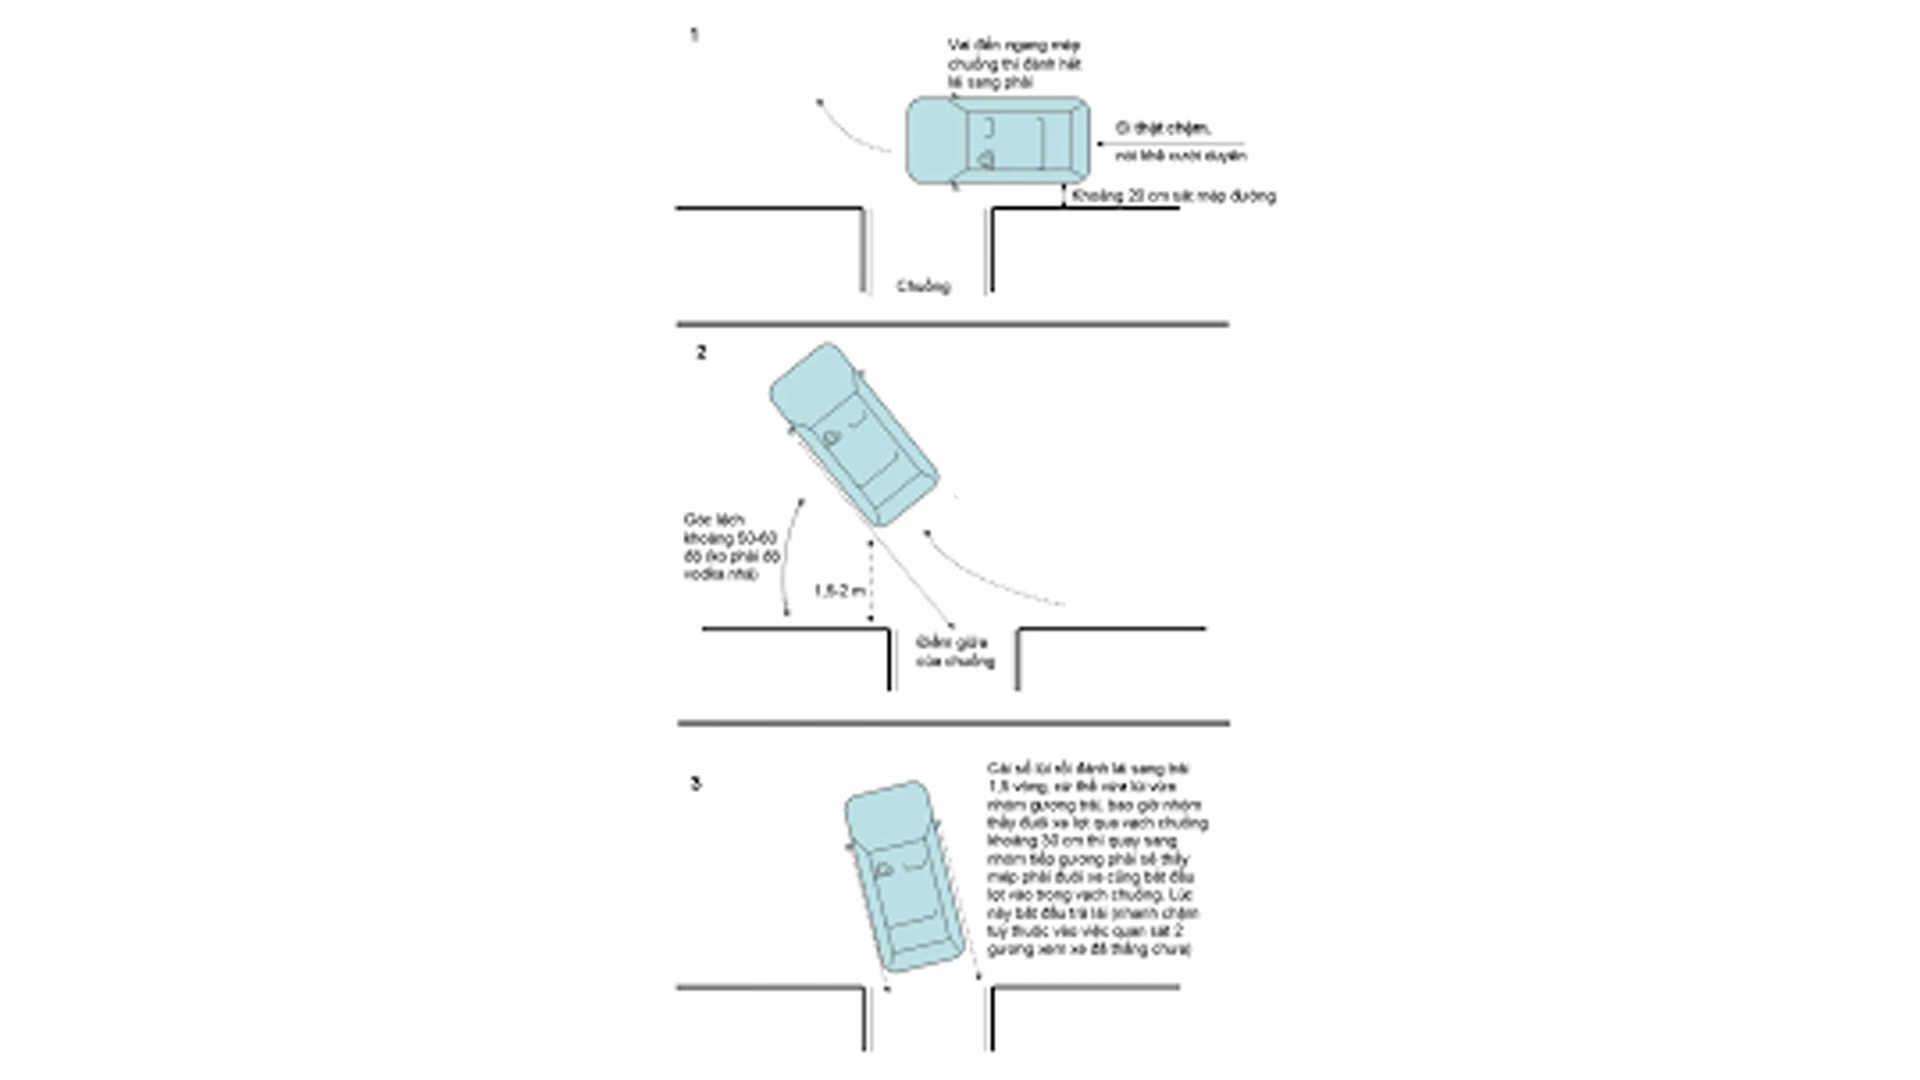 1
Vai đến ngang mép
chuồng thì đánh hết
lái sang phải
Đi thật chậm,
nói khẽ cười duyên
Khoảng 20 cm sát mép đường
Chuồng
2
Góc lệch
khoảng 50-60
độ (ko phải độ
vodka nhá)
1,5-2 m
Điểm giữa
của chuồng
3
Cài số lùi rồi đánh lái sang trái
1,5 vòng, cứ thế vừa lùi vừa
nhòm gương trái, bao giờ nhòm
thấy đuôi xe lọt qua vạch chuồng
khoảng 30 cm thì quay sang
nhòm tiếp gương phải sẽ thấy
mép phải đuôi xe cũng bắt đầu
lọt vào trong vạch chuồng. Lúc
này bắt đầu trả lái (nhanh chậm
tuỳ thuộc vào việc quan sát 2
gương xem xe đã thẳng chưa)